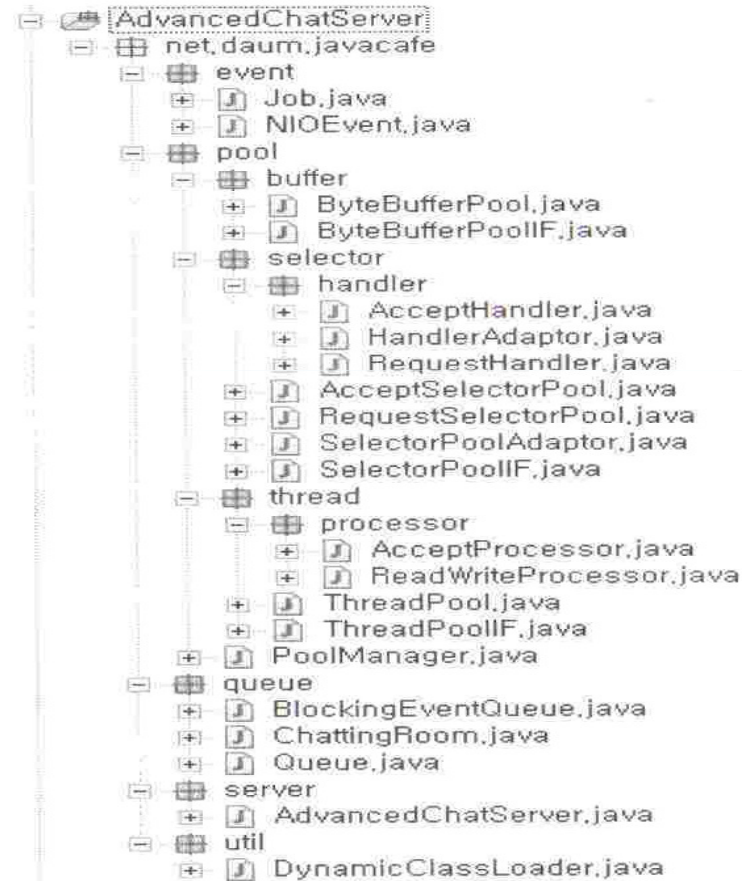 AdvancedChatServer
net.daum.javacafe
event
Job.java
NIOEvent.java
pool
buffer
ByteBufferPool.java
ByteBufferPoolIF.java
selector
handler
AcceptHandler.java
HandlerAdaptor.java
RequestHandler.java
AcceptSelectorPool.java
RequestSelectorPool.java
SelectorPoolAdaptor.java
SelectorPoolIF.java
thread
processor
AcceptProcessor.java
ReadWriteProcessor.java
ThreadPool.java
ThreadPoolIF.java
PoolManager.java
queue
BlockingEventQueue.java
ChattingRoom.java
Queue.java
server
AdvancedChatServer.java
util
DynamicClassLoader.java